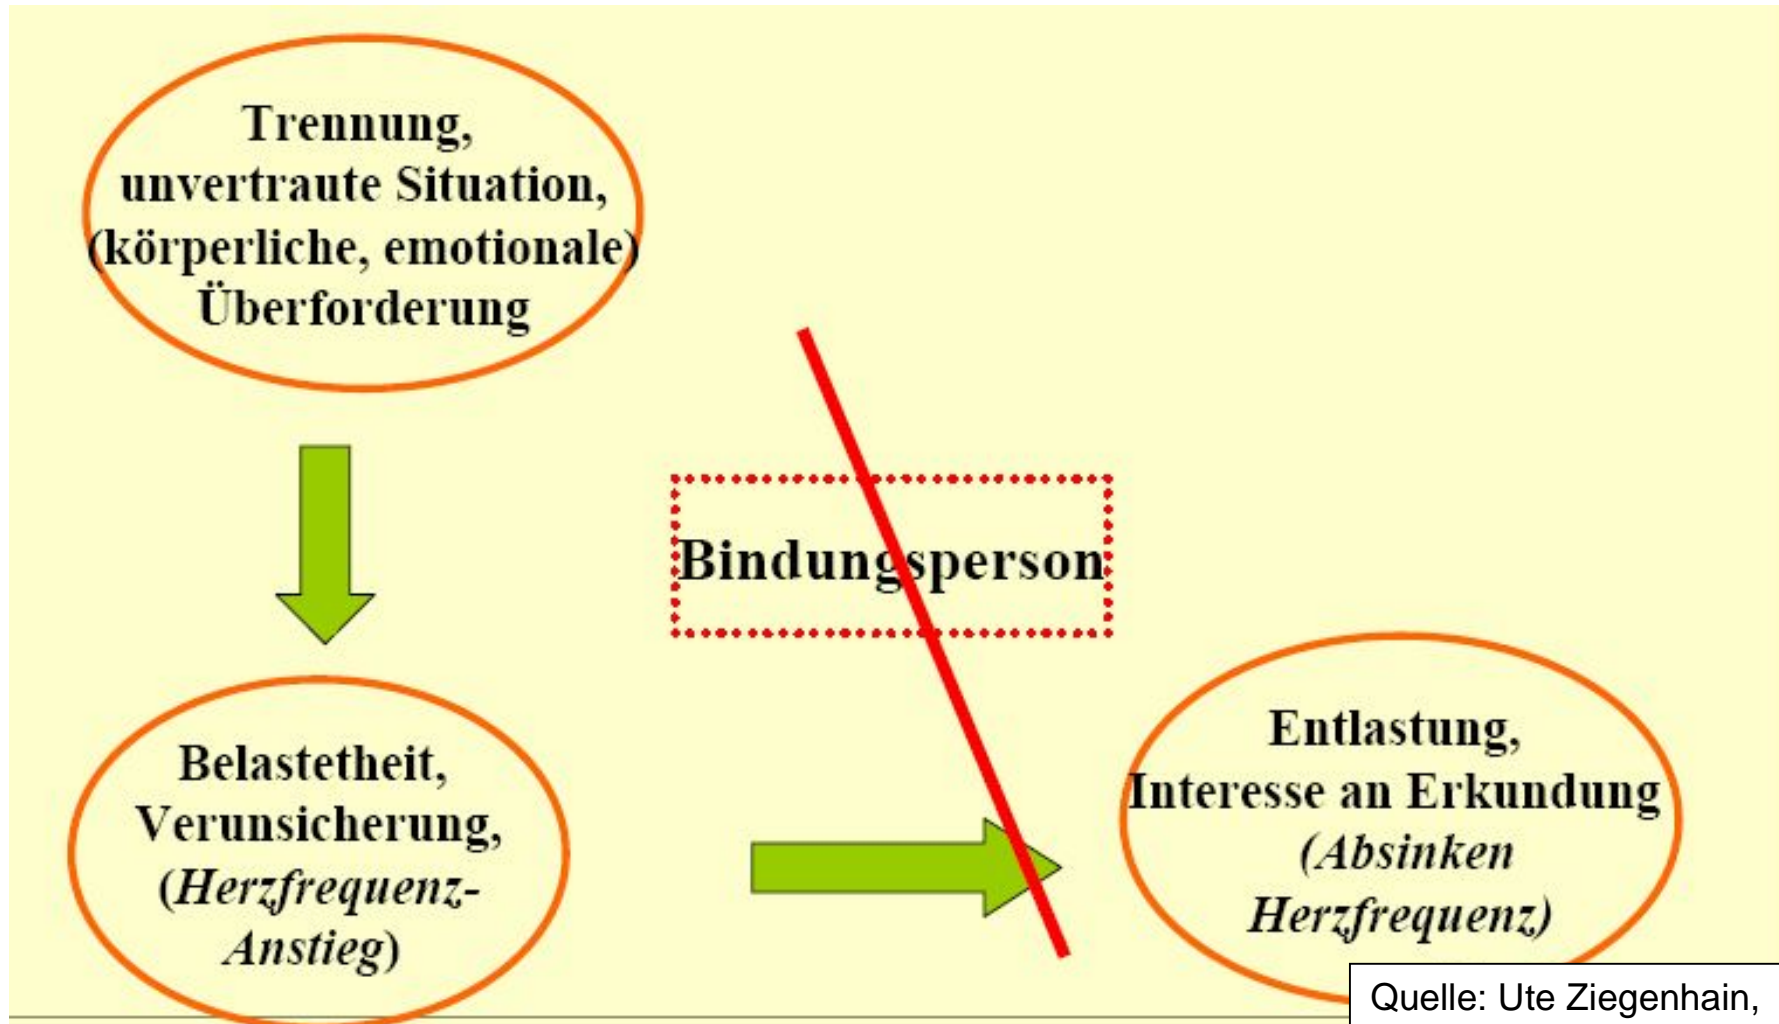 Trennung,
unvertraute Situation,
(körperliche, emotionale)
Überforderung
Bindungsperson
Belastetheit,
Verunsicherung,
(Herzfrequenz-
Anstieg)
Entlastung,
Interesse an Erkundung
(Absinken
Herzfrequenz)
Quelle: Ute Ziegenhain,